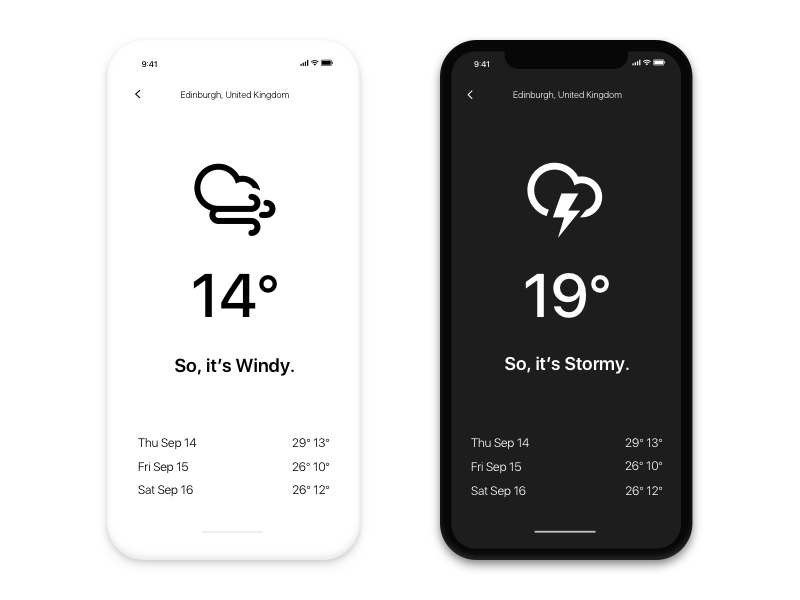 9:41
Edinburgh, United Kingdom
14°
So, it’s Windy.
Thu Sep 14 29° 13°
Fri Sep 15 26° 10°
Sat Sep 16 26° 12°
9:41
Edinburgh, United Kingdom
19°
So, it’s Stormy.
Thu Sep 14 29° 13°
Fri Sep 15 26° 10°
Sat Sep 16 26° 12°